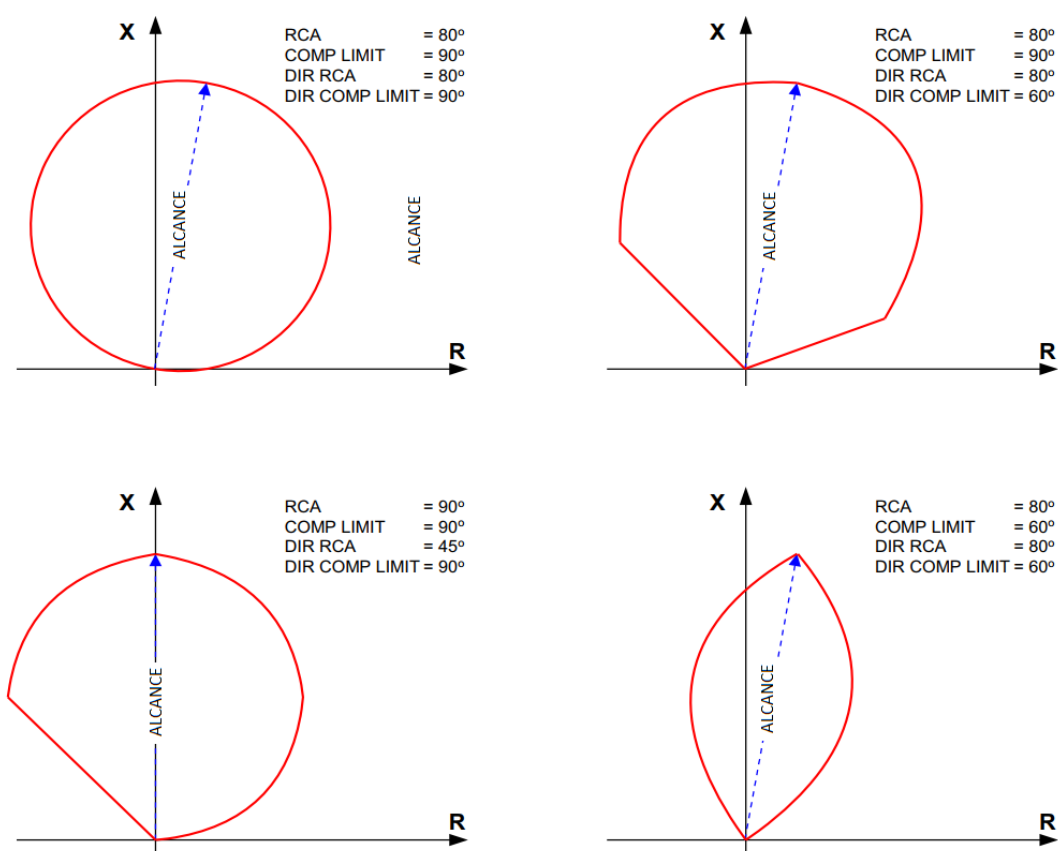 X
RCA = 80º
COMP LIMIT = 90º
DIR RCA = 80º
DIR COMP LIMIT = 90º
ALCANCE
ALCANCE
R
X
RCA = 80º
COMP LIMIT = 90º
DIR RCA = 80º
DIR COMP LIMIT = 60º
ALCANCE
R
X
RCA = 90º
COMP LIMIT = 90º
DIR RCA = 45º
DIR COMP LIMIT = 90º
ALCANCE
R
X
RCA = 80º
COMP LIMIT = 60º
DIR RCA = 80º
DIR COMP LIMIT = 60º
ALCANCE
R